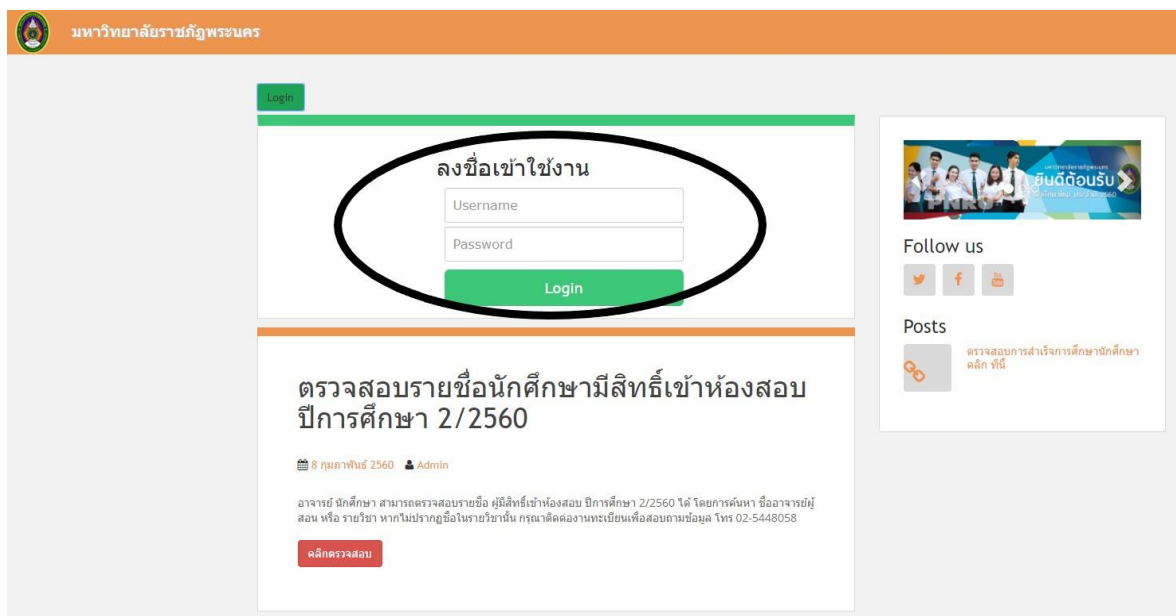 มหาวิทยาลัยราชภัฏพระนคร
Login
ลงชื่อเข้าใช้งาน
Username
Password
Login
ตรวจสอบรายชื่อนักศึกษามีสิทธิ์เข้าห้องสอบ
ปีการศึกษา 2/2560
8 กุมภาพันธ์ 2560 Admin
อาจารย์ นักศึกษา สามารถตรวจสอบรายชื่อ ผู้มีสิทธิ์เข้าห้องสอบ ปีการศึกษา 2/2560 ได้ โดยการค้นหา ชื่ออาจารย์ผู้
สอน หรือ รายวิชา หากไม่ปรากฏชื่อในรายวิชานั้น กรุณาติดต่องานทะเบียนเพื่อสอบถามข้อมูล โทร 02-5448058
คลิกตรวจสอบ
ยินดีต้อนรับ
PNRU
Follow us
Posts
ตรวจสอบการสำเร็จการศึกษานักศึกษา
คลิก ที่นี้